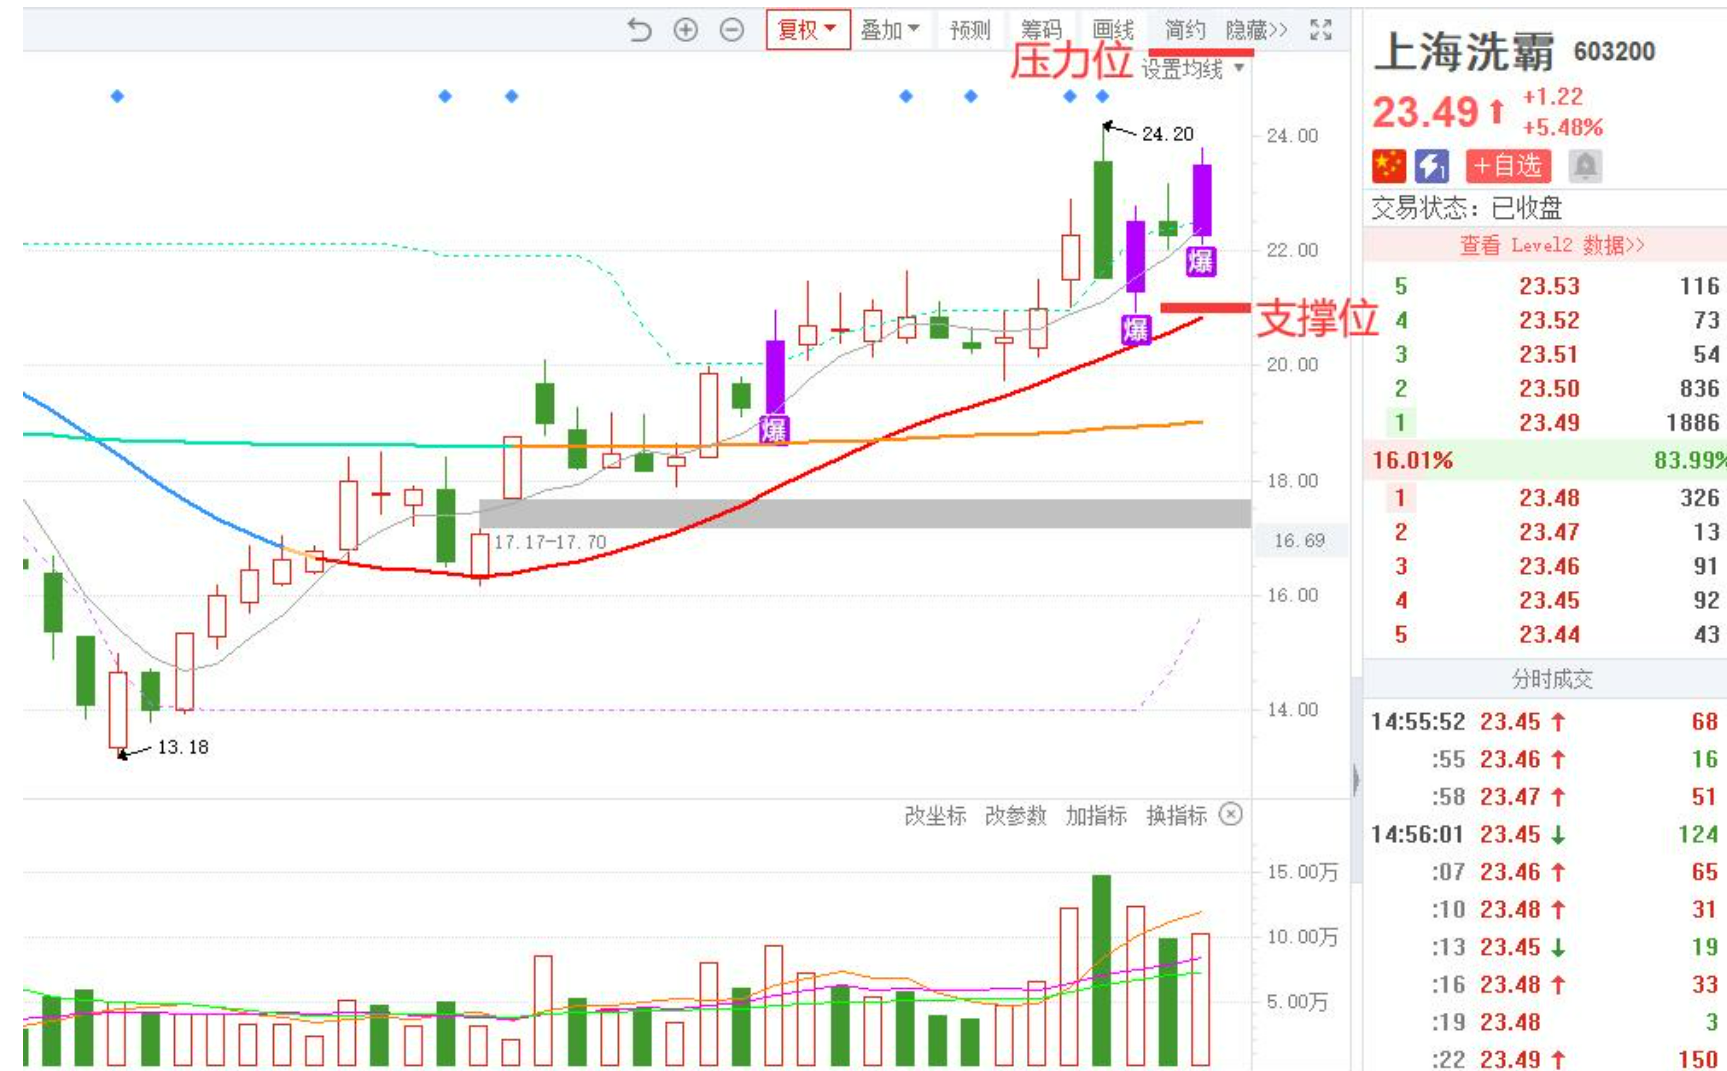 复权 叠加 预测 筹码 画线 简约 隐藏>>
压力位 设置均线
24.20
24.00
22.00
爆
支撑位
爆
20.00
爆
18.00
17.17-17.70
16.69
16.00
14.00
13.18
改坐标 改参数 加指标 换指标
15.00万
10.00万
5.00万
上海洗霸 603200
23.49 ↑ +1.22
+5.48%
+自选
交易状态：已收盘
查看 Level2 数据>>
5 23.53 116
4 23.52 73
3 23.51 54
2 23.50 836
1 23.49 1886
16.01% 83.99%
1 23.48 326
2 23.47 13
3 23.46 91
4 23.45 92
5 23.44 43
分时成交
14:55:52 23.45 ↑ 68
:55 23.46 ↑ 16
:58 23.47 ↑ 51
14:56:01 23.45 ↓ 124
:07 23.46 ↑ 65
:10 23.48 ↑ 31
:13 23.45 ↓ 19
:16 23.48 ↑ 33
:19 23.48 3
:22 23.49 ↑ 150